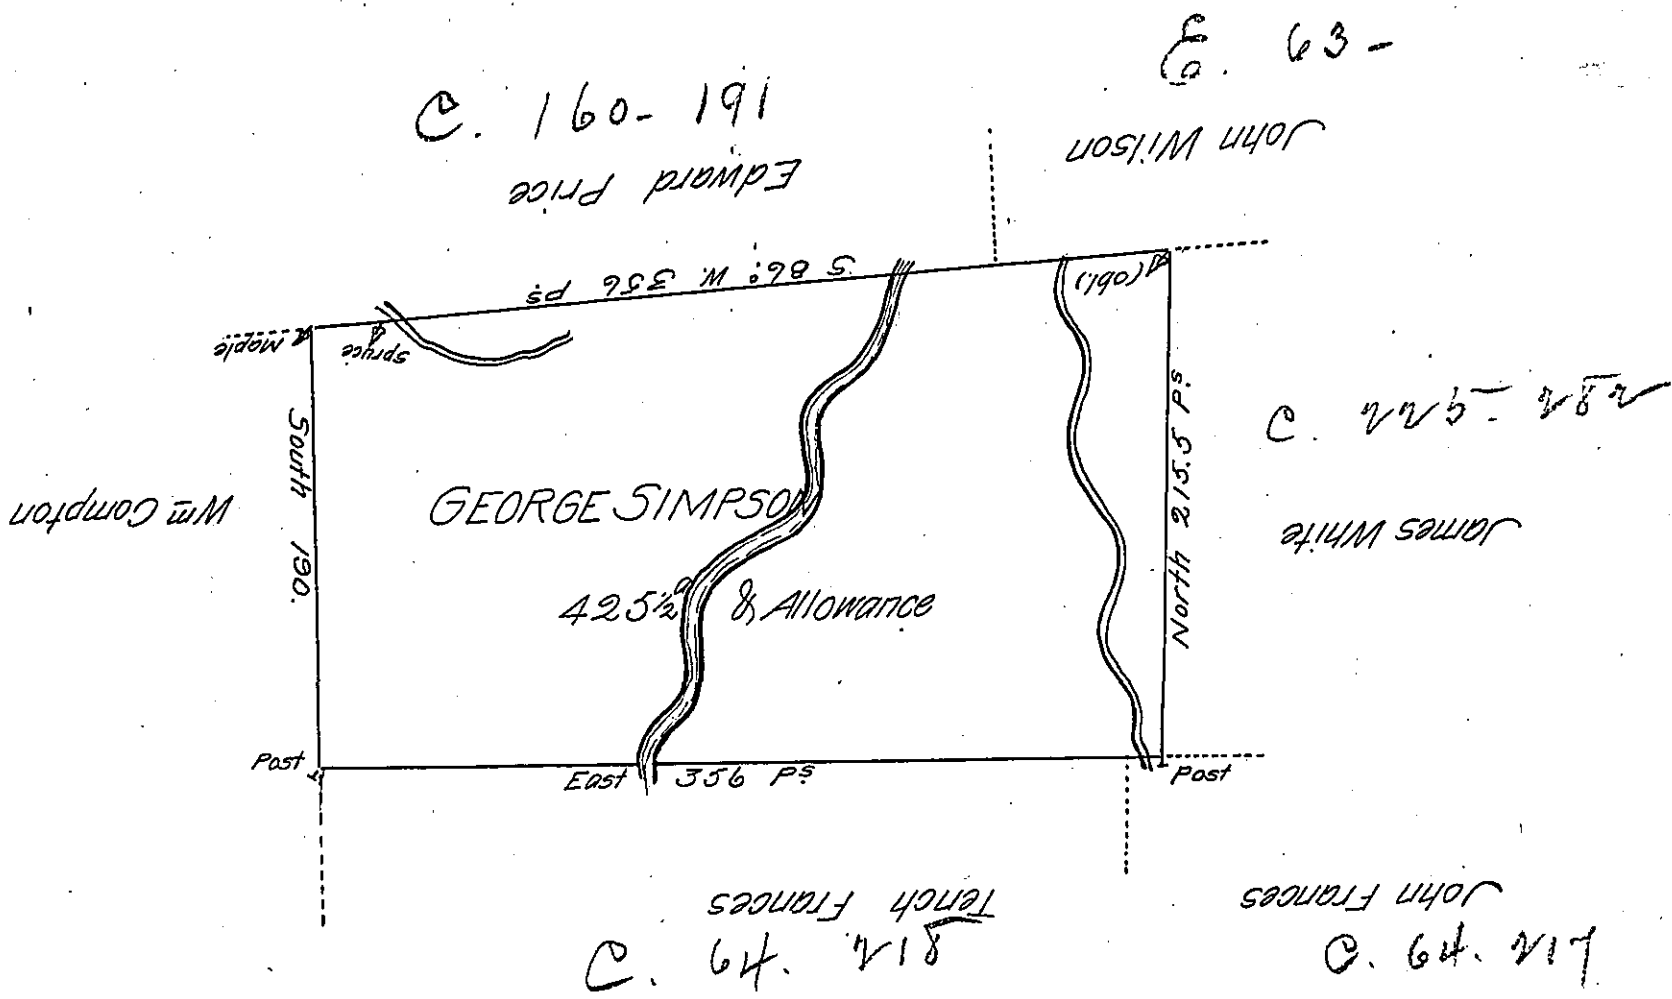 E. 63-
C. 160-191
John Wilson
Edward Price
S 86° W. 356 ps
(obl.)
Maple
Spruce
North 215.5 Ps.
C. 225-282
South 190.
GEORGE SIMPSON
Wm Compton
James White
425½ a & Allowance
Post
East 356 Ps
Post
Tench Frances
John Frances
C. 64. 218
C. 64. 217